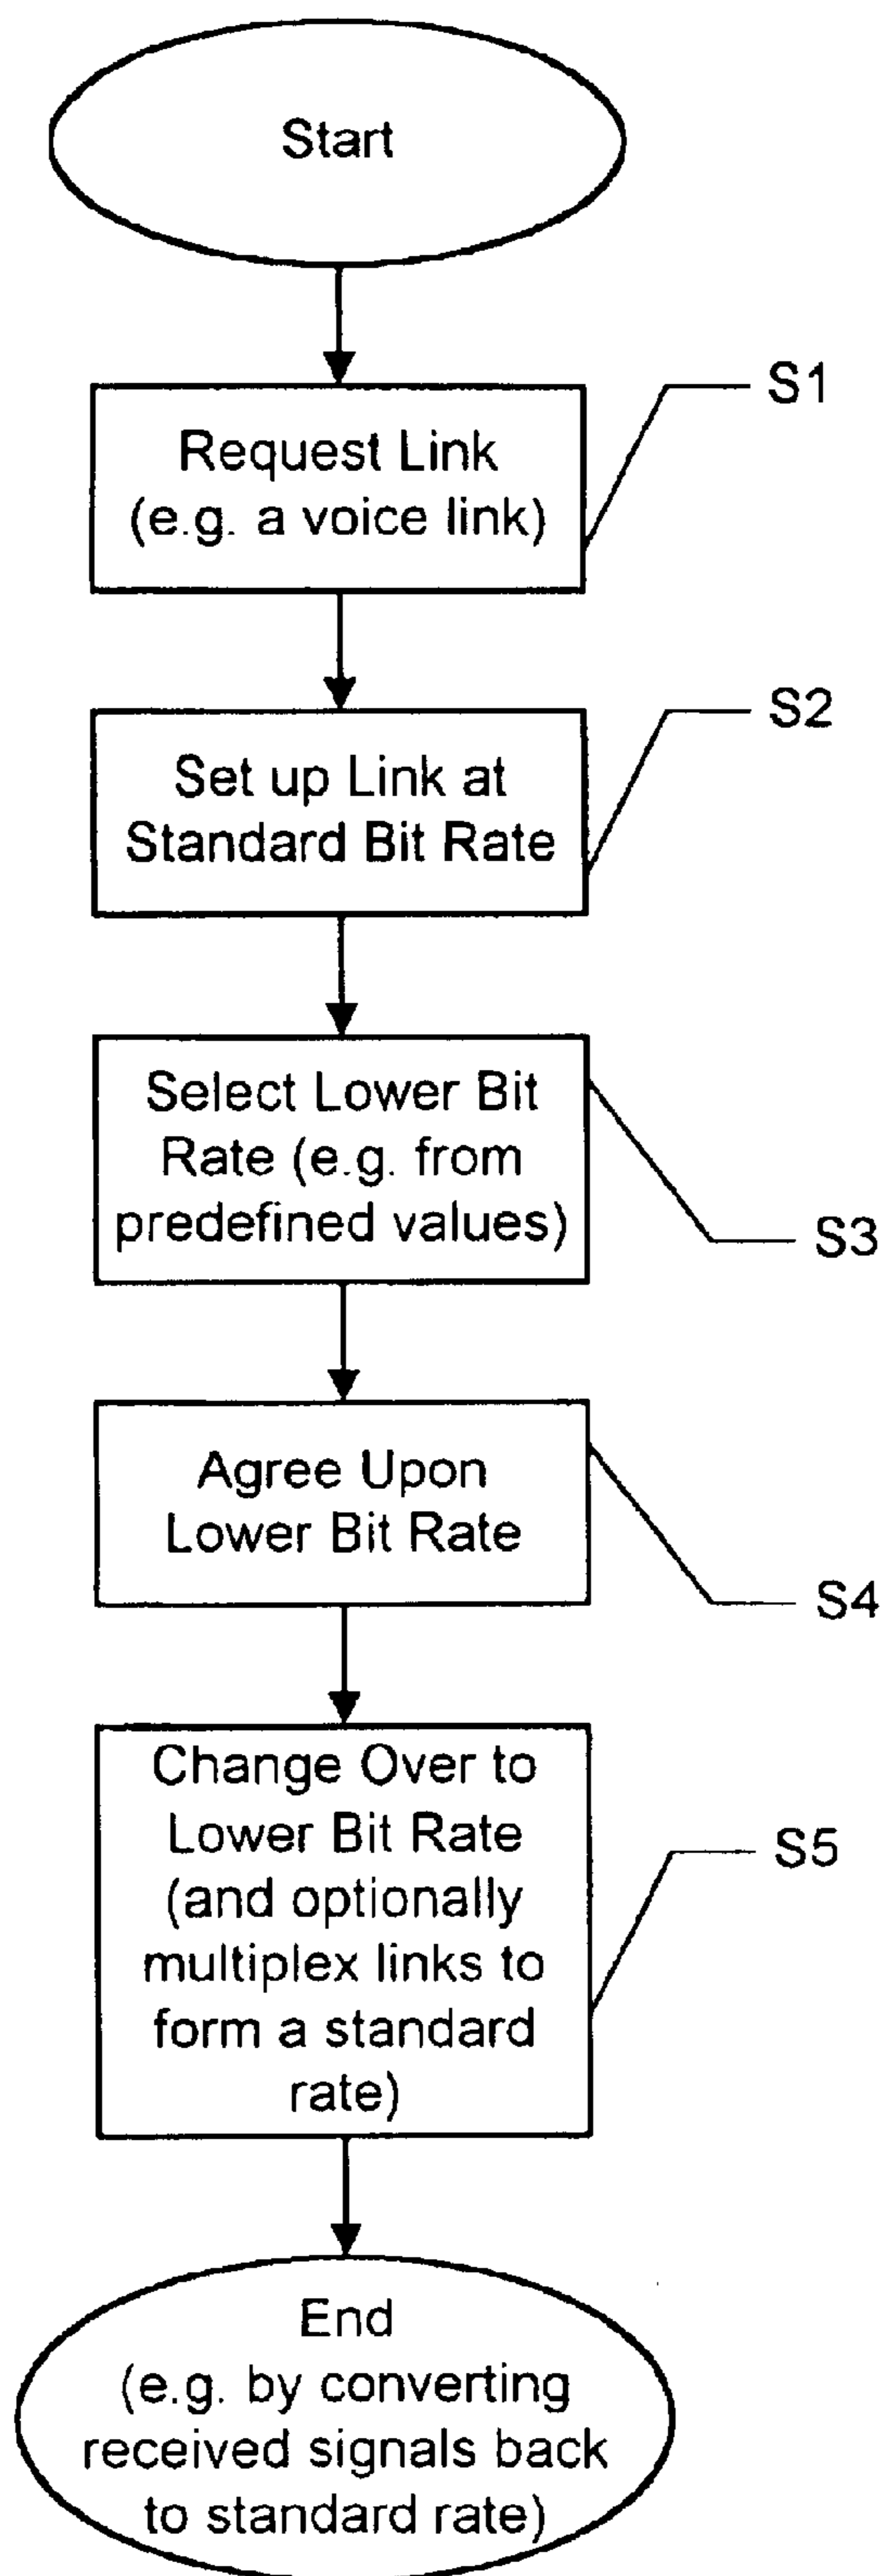 Start
S1
Request Link
(e.g. a voice link)
S2
Set up Link at
Standard Bit Rate
Select Lower Bit
Rate (e.g. from
predefined values)
S3
Agree Upon
Lower Bit Rate
S4
Change Over to
Lower Bit Rate
(and optionally
multiplex links to
form a standard
rate)
S5
End
(e.g. by converting
received signals back
to standard rate)